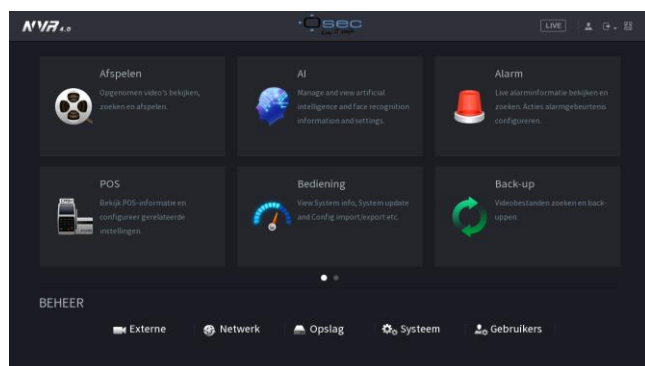 NVR 4.0
Osec
LIVE
Afspelen
Opgenomen video's bekijken,
zoeken en afspelen.
AI
Manage and view artificial
intelligence and face recognition
information and settings.
Alarm
Live alarminformatie bekijken en
zoeken. Acties alarmgebeurtenis
configureren.
POS
Bekijk POS-informatie en
configureer gerelateerde
instellingen.
Bediening
View System info, System update
and Config import/export etc.
Back-up
Videobestanden zoeken en back-
uppen
BEHEER
Externe
Netwerk
Opslag
Systeem
Gebruikers